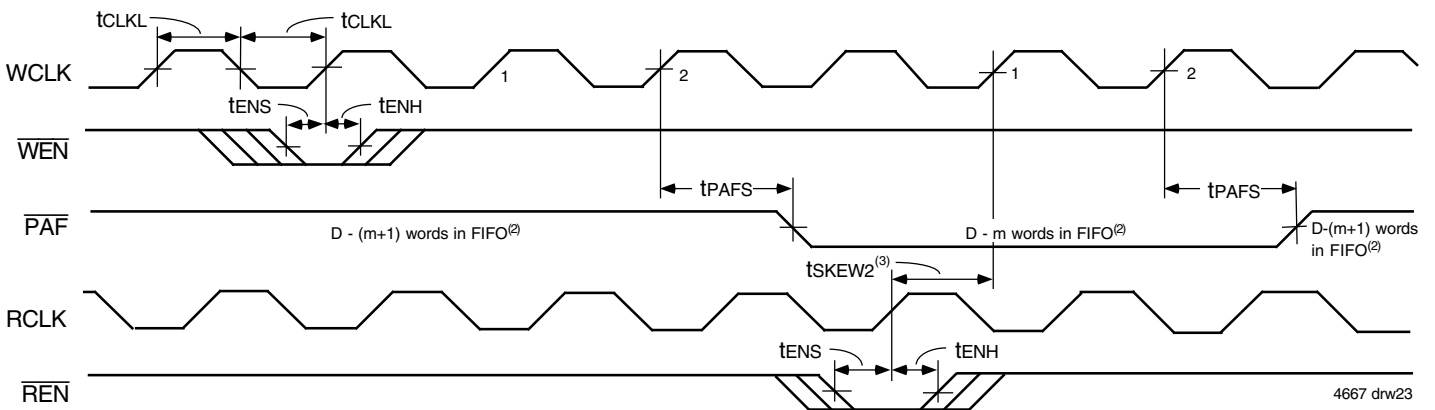 tCLKL tCLKL
WCLK 1 2 1 2
tENS tENH
WEN
tPAFS tPAFS
PAF
D - (m+1) words in FIFO(2) D - m words in FIFO(2) D-(m+1) words in FIFO(2)
tSKEW2(3)
RCLK
tENS tENH
REN
4667 drw23